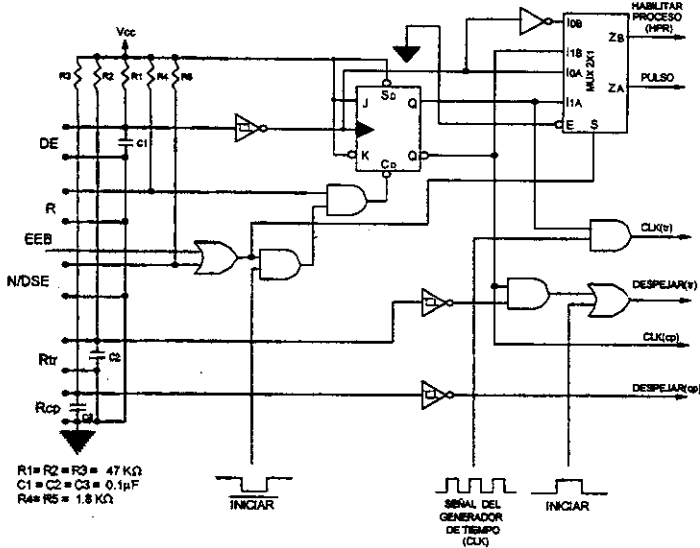 HABILITAR
PROCESO
(HPR)
Vcc
R3 R2 R1 R4 R5
I0B
I1B
I0A
I1A
ZB
ZA
MUX 2X1
E S
PULSO
SD
J Q
K Q
CD
DE
C1
R
EEB
N/DSE
CLK(tr)
DESPEJAR(tr)
CLK(cp)
DESPEJAR(cp)
Rtr
C2
Rcp
C3
R1= R2 = R3 = 47 KΩ
C1 = C2 = C3 = 0.1µF
R4= R5 = 1.8 KΩ
INICIAR
SEÑAL DEL
GENERADOR
DE TIEMPO
(CLK)
INICIAR